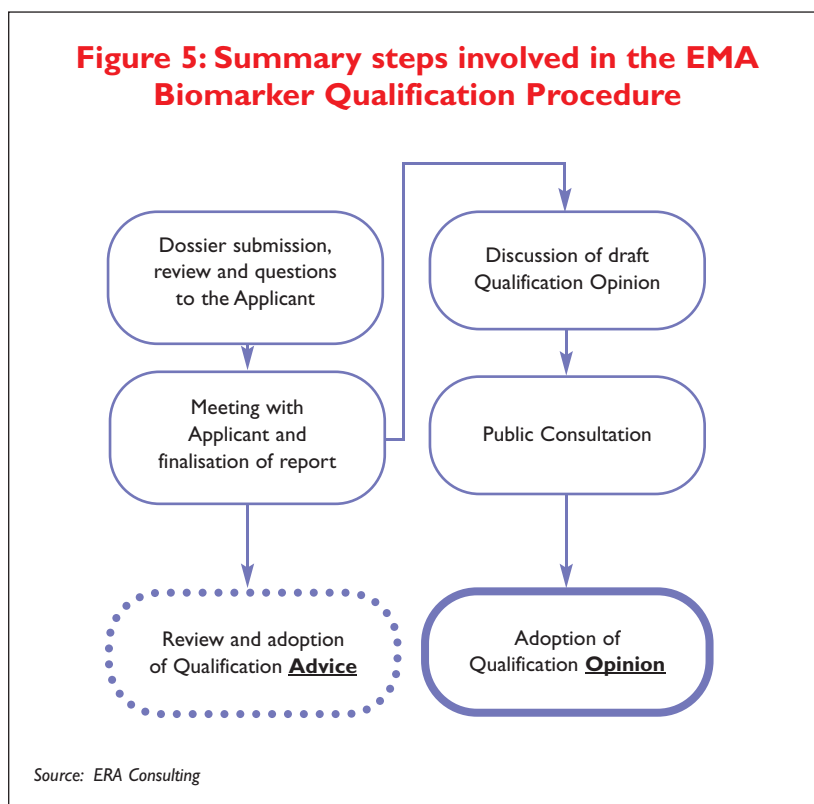 Figure 5: Summary steps involved in the EMA
Biomarker Qualification Procedure
Dossier submission,
review and questions
to the Applicant
Meeting with
Applicant and
finalisation of report
Review and adoption
of Qualification Advice
Discussion of draft
Qualification Opinion
Public Consultation
Adoption of
Qualification Opinion
Source: ERA Consulting